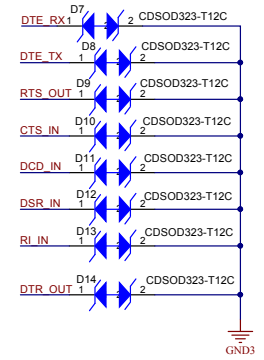 D7
DTE_RX 1 2 CDSOD323-T12C
D8 CDSOD323-T12C
DTE_TX 1 2
D9 CDSOD323-T12C
RTS_OUT 1 2
D10 CDSOD323-T12C
CTS_IN 1 2
D11 CDSOD323-T12C
DCD_IN 1 2
D12 CDSOD323-T12C
DSR_IN 1 2
D13 CDSOD323-T12C
RI_IN 1 2
D14 CDSOD323-T12C
DTR_OUT 1 2
GND3